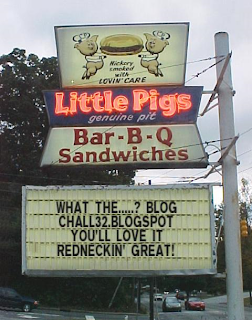 Hickory
smoked
with
LOVIN' CARE
Little Pigs
genuine pit
Bar-B-Q
Sandwiches
WHAT THE.....? BLOG
CHALL32.BLOGSPOT
YOU'LL LOVE IT
REDNECKIN' GREAT!